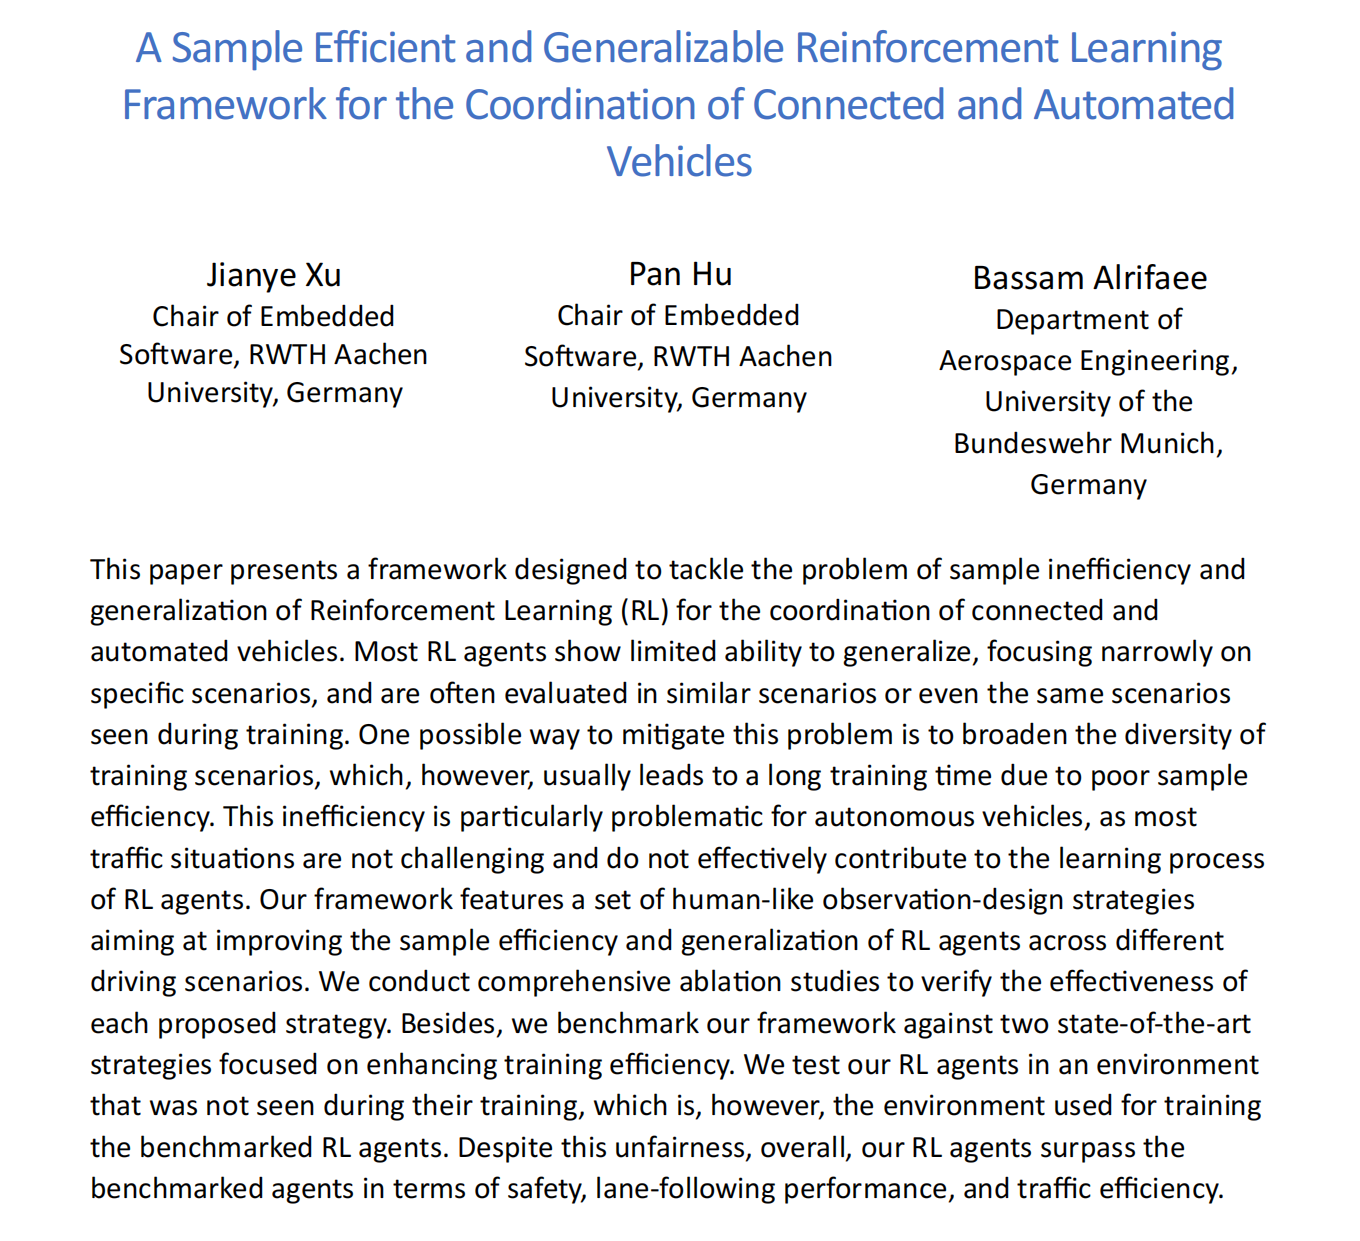 A Sample Efficient and Generalizable Reinforcement Learning
Framework for the Coordination of Connected and Automated
Vehicles
Jianye Xu
Chair of Embedded
Software, RWTH Aachen
University, Germany
Pan Hu
Chair of Embedded
Software, RWTH Aachen
University, Germany
Bassam Alrifaee
Department of
Aerospace Engineering,
University of the
Bundeswehr Munich,
Germany
This paper presents a framework designed to tackle the problem of sample inefficiency and
generalization of Reinforcement Learning (RL) for the coordination of connected and
automated vehicles. Most RL agents show limited ability to generalize, focusing narrowly on
specific scenarios, and are often evaluated in similar scenarios or even the same scenarios
seen during training. One possible way to mitigate this problem is to broaden the diversity of
training scenarios, which, however, usually leads to a long training time due to poor sample
efficiency. This inefficiency is particularly problematic for autonomous vehicles, as most
traffic situations are not challenging and do not effectively contribute to the learning process
of RL agents. Our framework features a set of human-like observation-design strategies
aiming at improving the sample efficiency and generalization of RL agents across different
driving scenarios. We conduct comprehensive ablation studies to verify the effectiveness of
each proposed strategy. Besides, we benchmark our framework against two state-of-the-art
strategies focused on enhancing training efficiency. We test our RL agents in an environment
that was not seen during their training, which is, however, the environment used for training
the benchmarked RL agents. Despite this unfairness, overall, our RL agents surpass the
benchmarked agents in terms of safety, lane-following performance, and traffic efficiency.